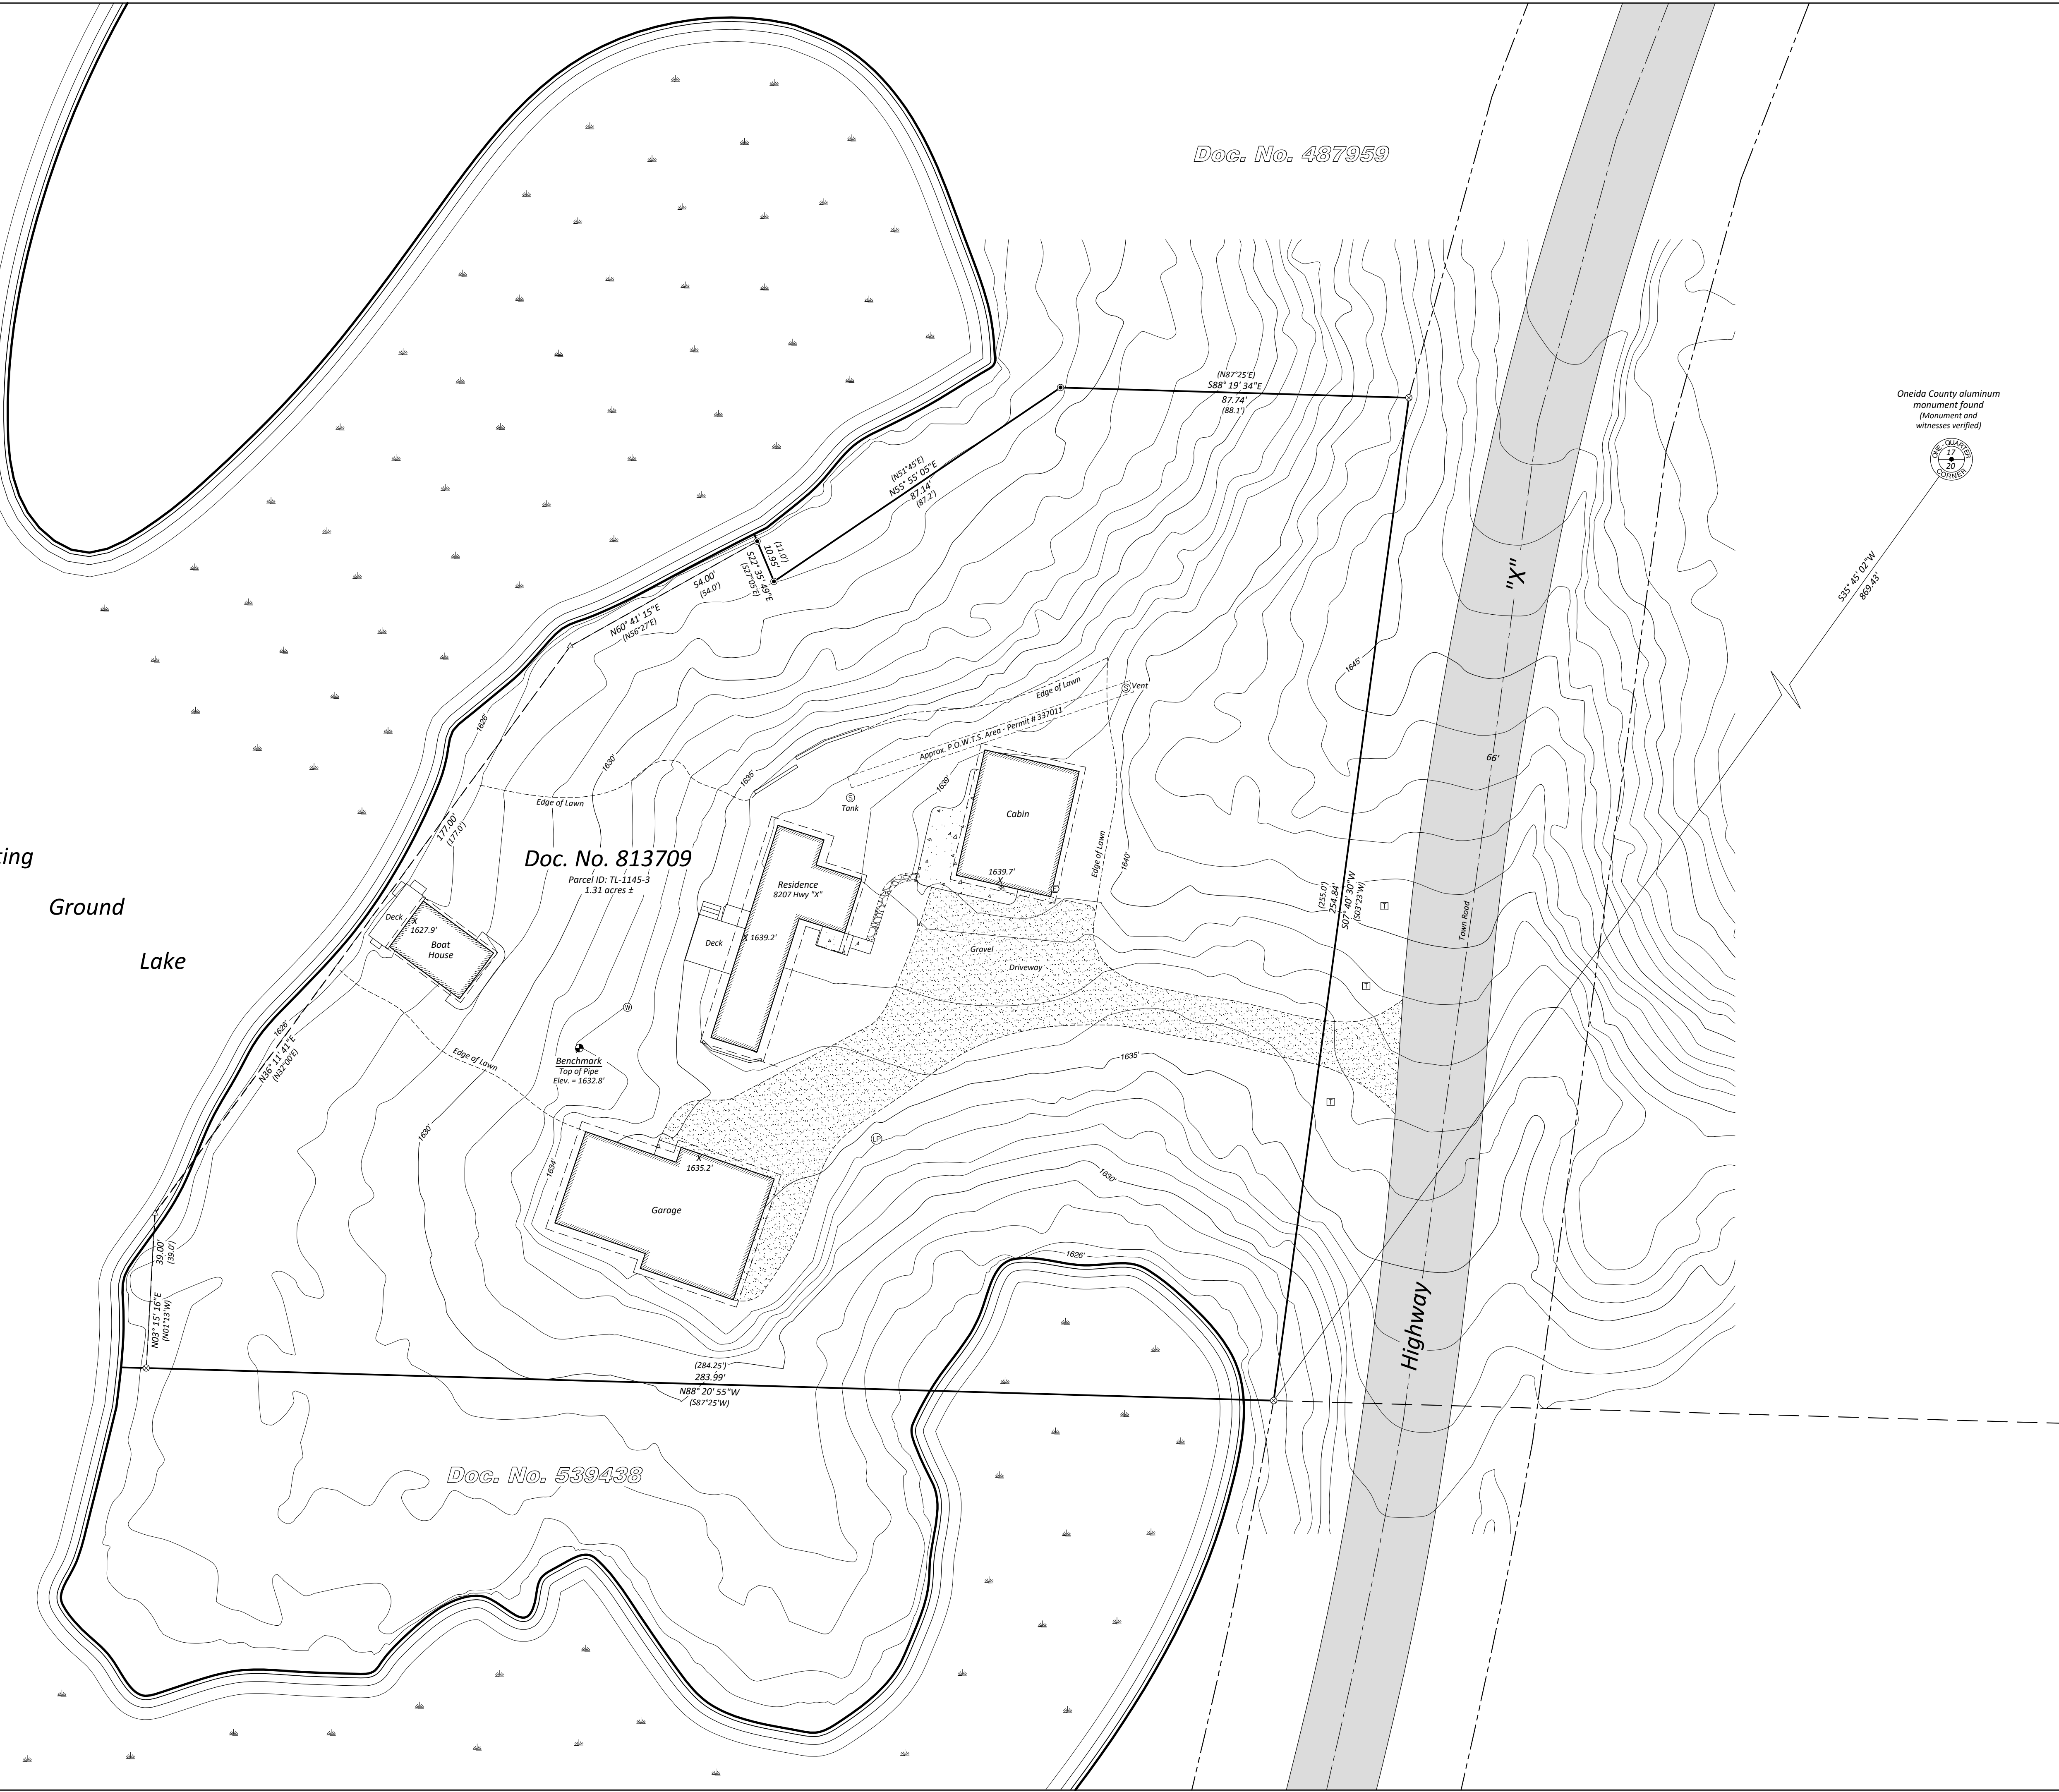 Doc. No. 487959
Oneida County aluminum
monument found
(Monument and
witnesses verified)
ONE-QUARTER
17
20
CORNER
S35° 45' 02"W
869.43'
(N87°25'E)
S88° 19' 34"E
87.74'
(88.1')
(N51°45'E)
N55° 55' 05"E
87.14'
(87.2')
(11.0')
10.95'
S22° 35' 49"E
(S27°05'E)
54.00'
(54.0')
N60° 41' 15"E
(N56°27'E)
"X"
1645'
66'
Edge of Lawn
Vent
S
Approx. P.O.W.T.S. Area - Permit # 337011
1626'
1630'
1635'
1639'
S
Tank
Edge of Lawn
Cabin
1639.7'
X
Edge of Lawn
1640'
177.00'
(177.0')
Doc. No. 813709
Parcel ID: TL-1145-3
1.31 acres ±
Residence
8207 Hwy "X"
Ground
Lake
Deck
X
1627.9'
Boat
House
Deck
X 1639.2'
Gravel
Driveway
(255.0')
254.84'
S07° 40' 30"W
(S03°23'W)
T
Town Road
T
T
W
Benchmark
Top of Pipe
Elev. = 1632.8'
Edge of Lawn
1626'
N36° 11' 41"E
(N32°00'E)
1635'
1630'
1634'
LP
X
1635.2'
Garage
1630'
1626'
39.00'
(39.0')
N03° 15' 16"E
(N01°13'W)
Highway
(284.25')
283.99'
N88° 20' 55"W
(S87°25'W)
Doc. No. 539438